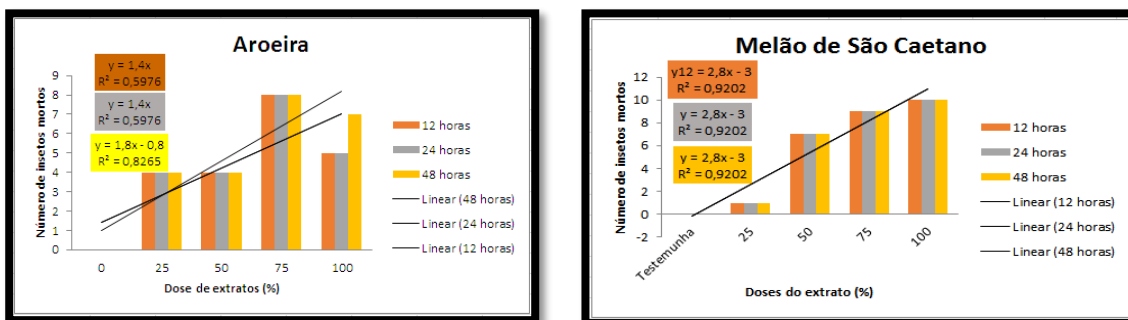 Aroeira
Número de insetos mortos
9
8
7
6
5
4
3
2
1
0
y = 1,4x
R² = 0,5976
y = 1,4x
R² = 0,5976
y = 1,8x - 0,8
R² = 0,8265
0 25 50 75 100
Dose de extratos (%)
12 horas
24 horas
48 horas
Linear (48 horas)
Linear (24 horas)
Linear (12 horas)
Melão de São Caetano
Número de insetos mortos
12
10
8
6
4
2
0
-2
y12 = 2,8x - 3
R² = 0,9202
y = 2,8x - 3
R² = 0,9202
y = 2,8x - 3
R² = 0,9202
Testemunha 25 50 75 100
Doses do extrato (%)
12 horas
24 horas
48 horas
Linear (12 horas)
Linear (24 horas)
Linear (48 horas)